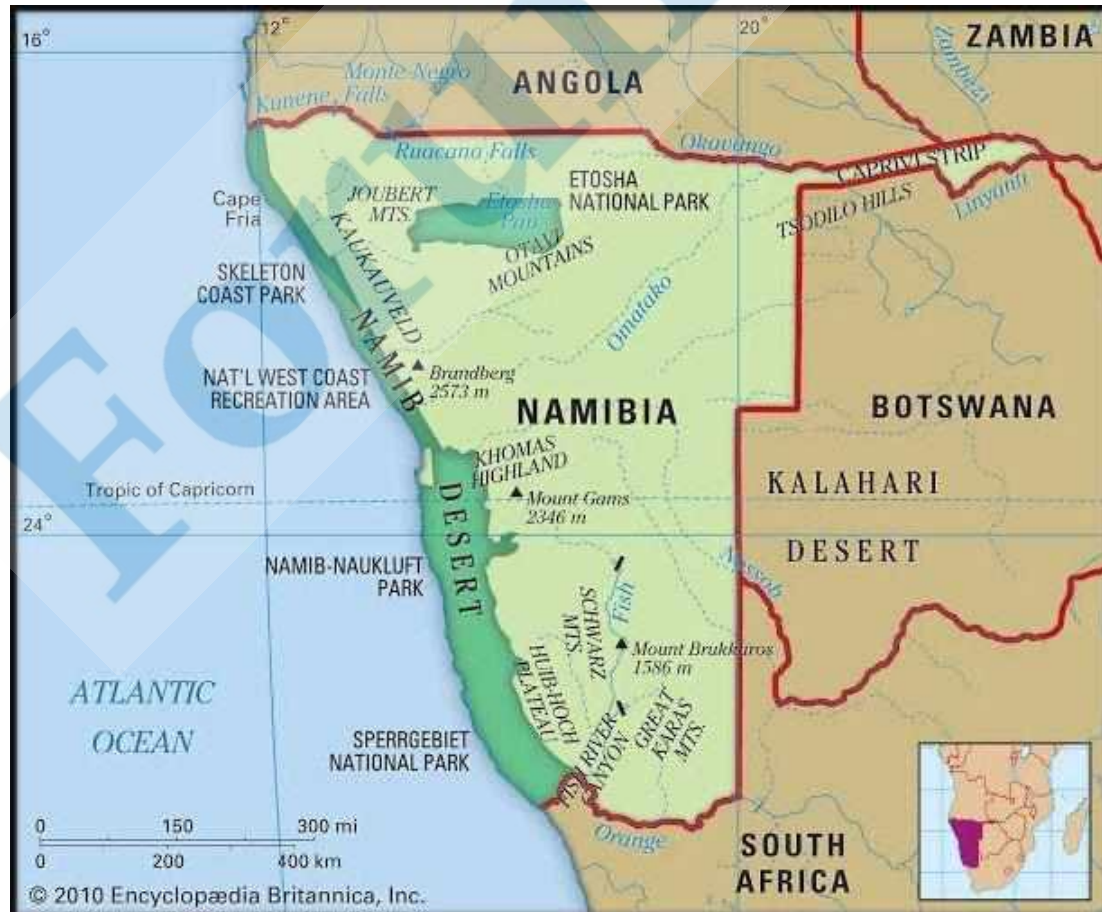 16°
12°
20°
ZAMBIA
Zambezi
Monte Negro
Falls
ANGOLA
Kunene
Ruacana Falls
Okavango
CAPRIVI STRIP
Linyanti
TSODILO HILLS
Cape
Fria
JOUBERT
MTS.
Etosha
Pan
ETOSHA
NATIONAL PARK
OTAVI
MOUNTAINS
KAUKAUVELD
SKELETON
COAST PARK
Omatako
NAMIB
NAT'L WEST COAST
RECREATION AREA
Brandberg
2573 m
NAMIBIA
BOTSWANA
KHOMAS
HIGHLAND
KALAHARI
Tropic of Capricorn
Mount Gams
2346 m
DESERT
24°
DESERT
NAMIB-NAUKLUFT
PARK
Nossob
Fish
SCHWARZ
MTS.
Mount Brukkaros
1586 m
HUIB-HOCH
PLATEAU
ATLANTIC
OCEAN
GREAT
KARAS
MTS.
FISH RIVER
CANYON
SPERRGEBIET
NATIONAL PARK
0 150 300 mi
0 200 400 km
Orange
SOUTH
AFRICA
© 2010 Encyclopædia Britannica, Inc.